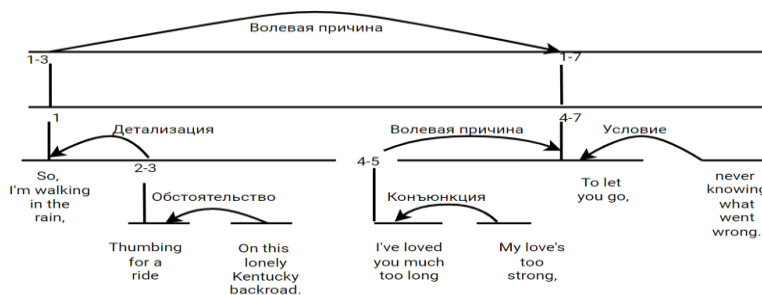 Волевая причина
1-3
1-7
1
4-7
Детализация
Волевая причина
Условие
2-3
4-5
So,
I'm walking
in the
rain,
Обстоятельство
Конъюнкция
To let
you go,
never
knowing
what
went
wrong.
Thumbing
for a
ride
On this
lonely
Kentucky
backroad.
I've loved
you much
too long
My love's
too
strong,